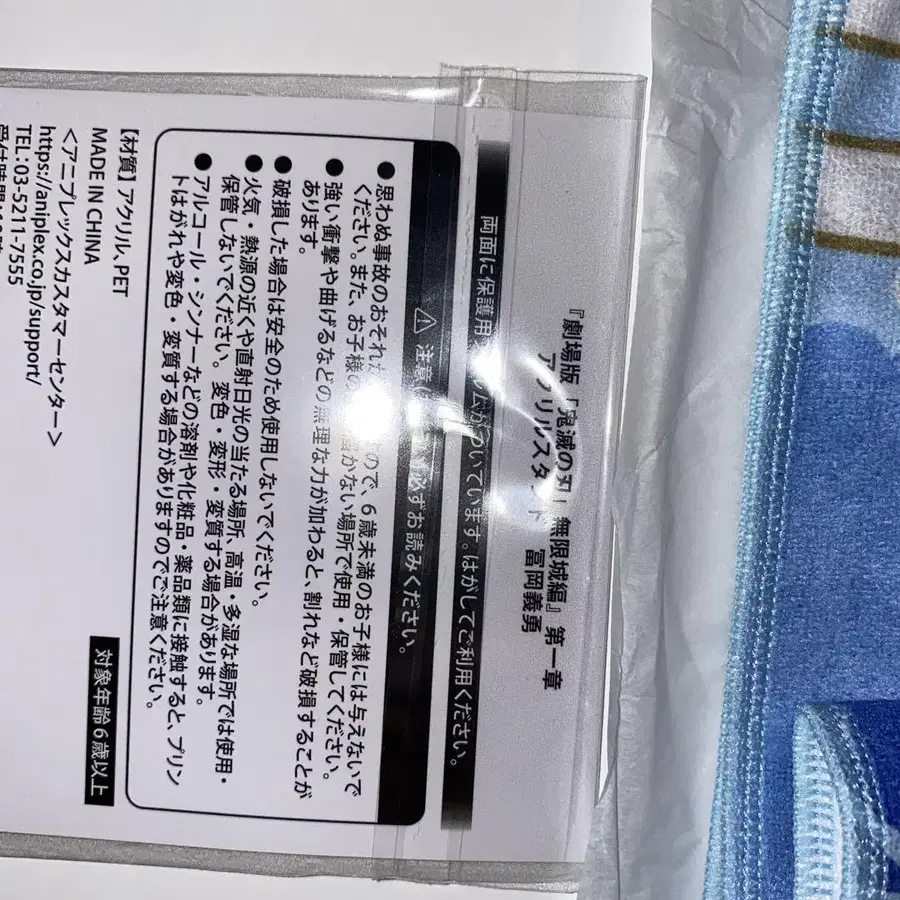 『劇場版「鬼滅の刃」無限城編』第一章
アクリルスタンド 冨岡義勇
両面に保護用 がついています。はがしてご利用ください。
⚠ 注意 必ずお読みください。
● 思わぬ事故のおそれ ので、6歳未満のお子様には与えないで
ください。また、お子様の 届かない場所で使用・保管してください。
● 強い衝撃や曲げるなどの無理な力が加わると、割れなど破損することが
あります。
● 破損した場合は安全のため使用しないでください。
● 火気・熱源の近くや直射日光の当たる場所、高温・多湿な場所では使用・
保管しないでください。変色・変形・変質する場合があります。
● アルコール・シンナーなどの溶剤や化粧品・薬品類に接触すると、プリン
トはがれや変色・変質する場合がありますのでご注意ください。
【材質】アクリル、PET
MADE IN CHINA
対象年齢6歳以上
<アニプレックスカスタマーセンター>
https://aniplex.co.jp/support/
TEL:03-5211-7555
受付時間